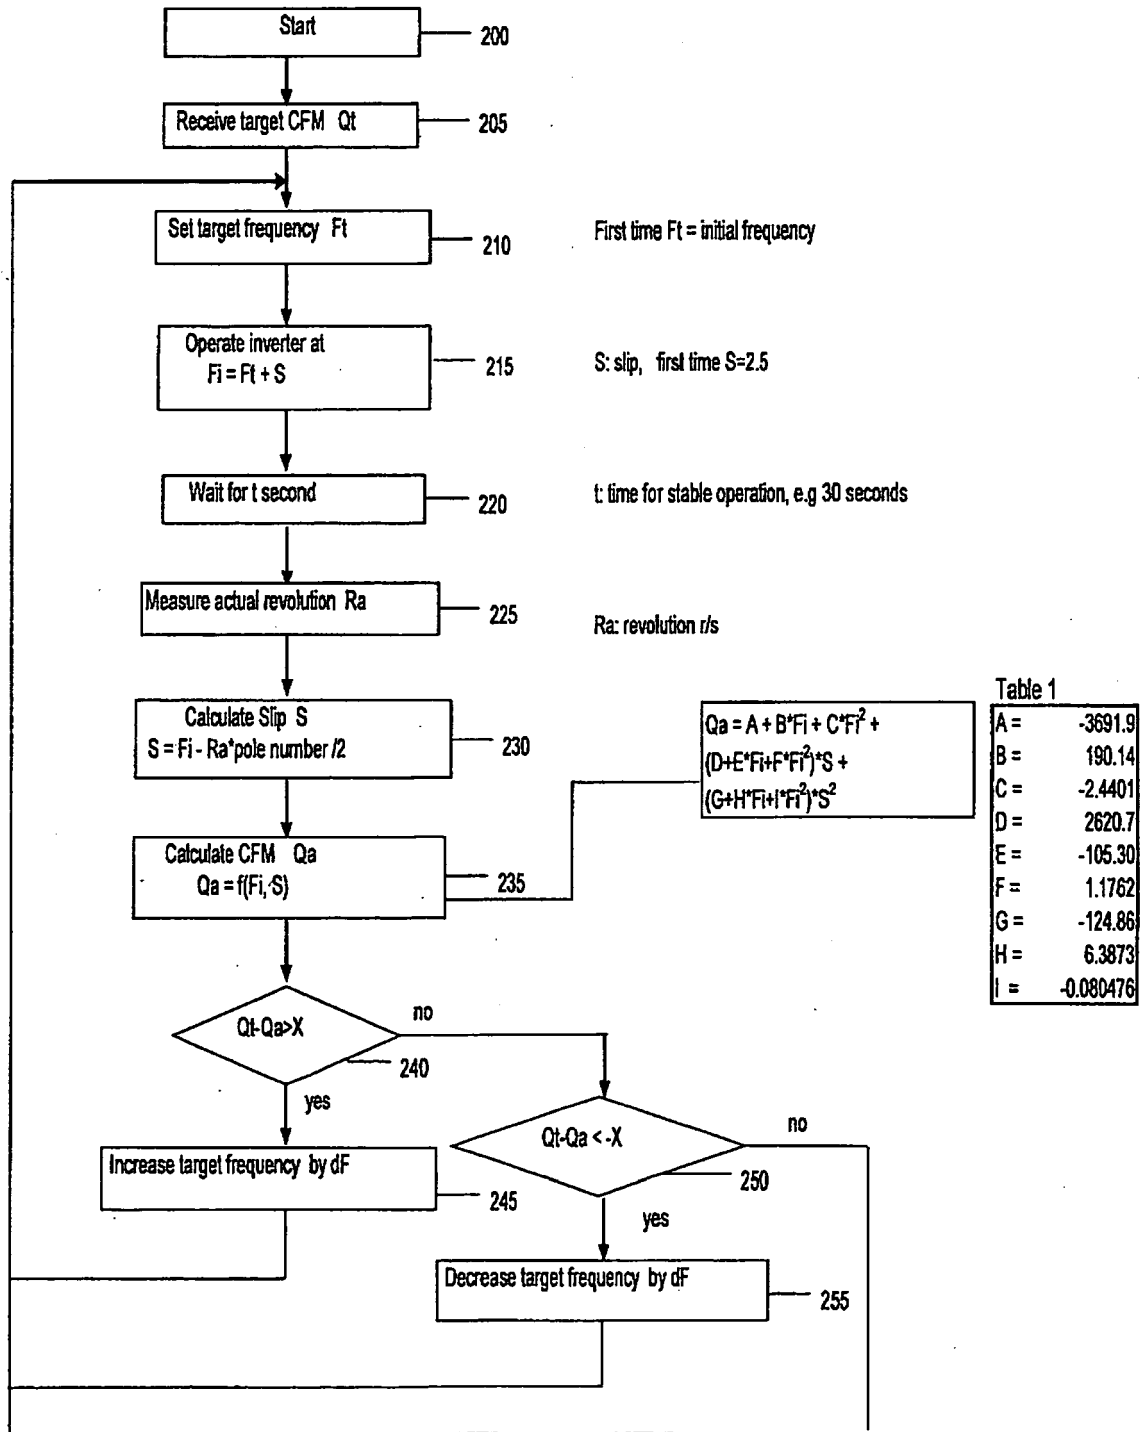 Start
200
Receive target CFM Qt
205
Set target frequency Ft
210
First time Ft = initial frequency
Operate inverter at
Fi = Ft + S
215
S: slip, first time S=2.5
Wait for t second
220
t: time for stable operation, e.g 30 seconds
Measure actual revolution Ra
225
Ra: revolution r/s
Calculate Slip S
S = Fi - Ra*pole number /2
230
Qa = A + B*Fi + C*Fi² +
(D+E*Fi+F*Fi²)*S +
(G+H*Fi+I*Fi²)*S²
Table 1
A = -3691.9
B = 190.14
C = -2.4401
D = 2620.7
E = -105.30
F = 1.1762
G = -124.86
H = 6.3873
I = -0.080476
Calculate CFM Qa
Qa = f(Fi, S)
235
Qt-Qa>X
no
240
yes
Qt-Qa < -X
no
250
Increase target frequency by dF
245
yes
Decrease target frequency by dF
255